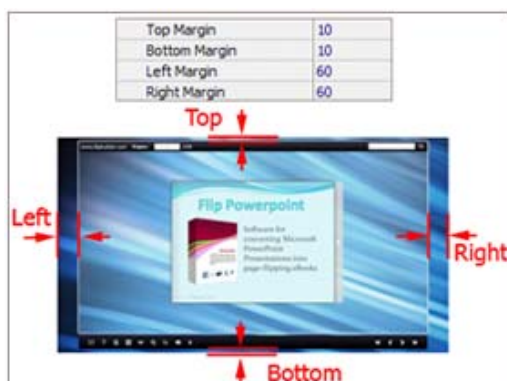 Top Margin 10
Bottom Margin 10
Left Margin 60
Right Margin 60
Top
Left
Flip Powerpoint
Software for
converting Microsoft
PowerPoint
Presentations into
page-flipping eBooks
Right
Bottom